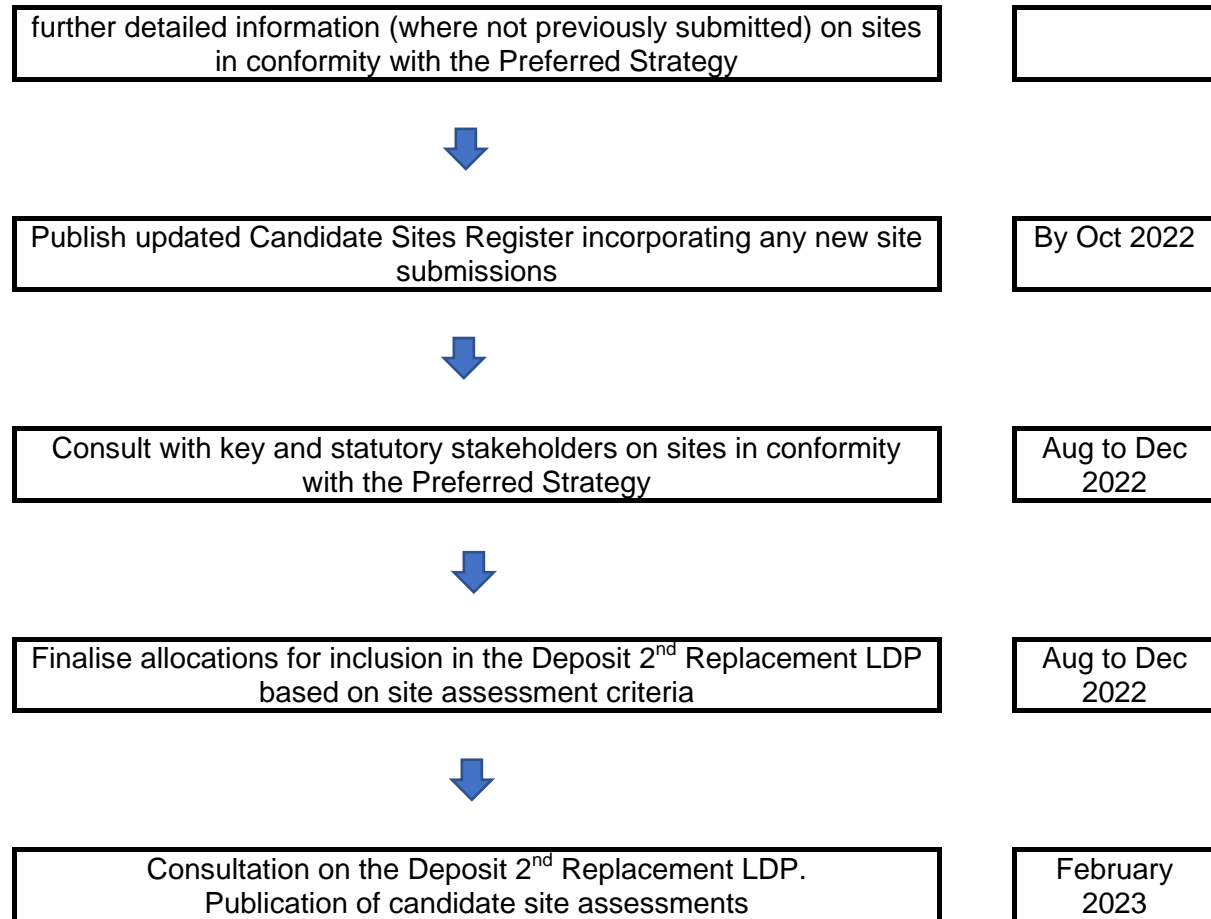 further detailed information (where not previously submitted) on sites
in conformity with the Preferred Strategy
Publish updated Candidate Sites Register incorporating any new site
submissions
By Oct 2022
Consult with key and statutory stakeholders on sites in conformity
with the Preferred Strategy
Aug to Dec
2022
Finalise allocations for inclusion in the Deposit 2nd Replacement LDP
based on site assessment criteria
Aug to Dec
2022
Consultation on the Deposit 2nd Replacement LDP.
Publication of candidate site assessments
February
2023